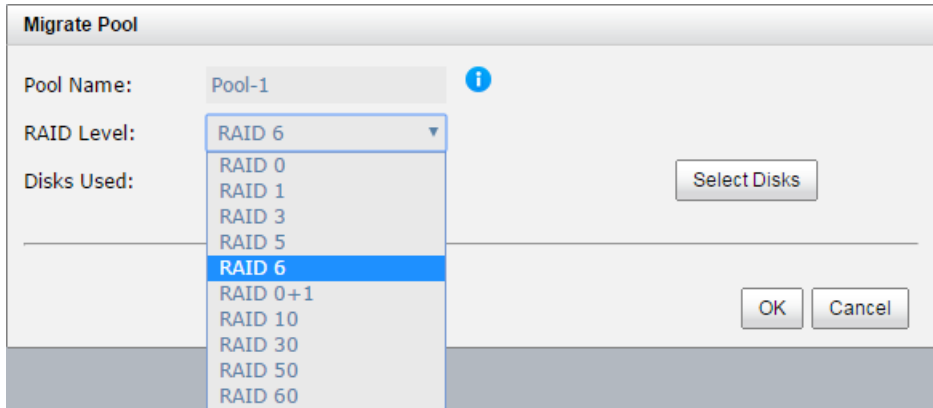 Migrate Pool
Pool Name: Pool-1 i
RAID Level: RAID 6
Disks Used: Select Disks
RAID 0
RAID 1
RAID 3
RAID 5
RAID 6
RAID 0+1
RAID 10
RAID 30
RAID 50
RAID 60
OK Cancel